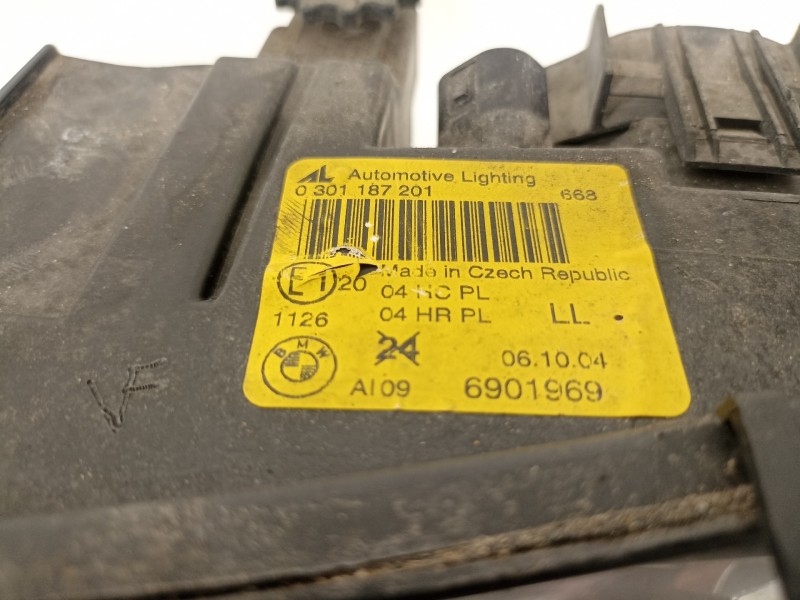 AL Automotive Lighting
0 301 187 201 668
E1 20 Made in Czech Republic
04 HC PL
1126 04 HR PL LL
BMW 24 06.10.04
AI09 6901969
VF